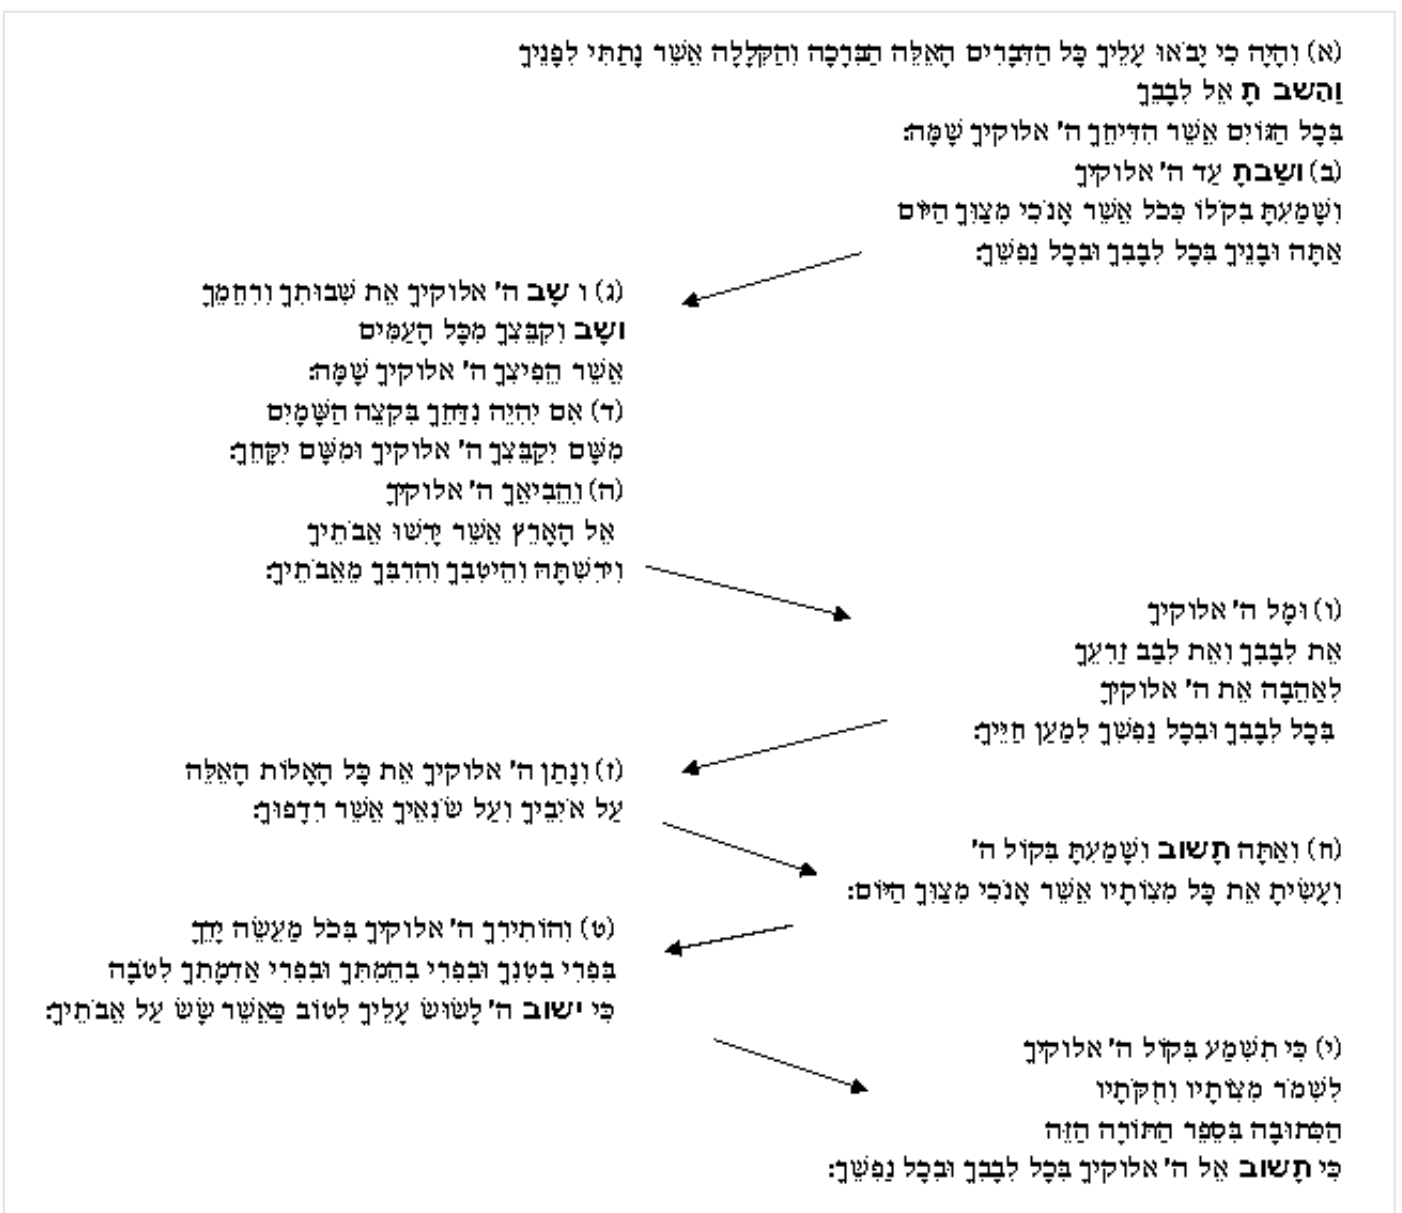 (א) וְהָיָה כִי יָבֹאוּ עָלֶיךָ כָּל הַדְּבָרִים הָאֵלֶּה הַבְּרָכָה וְהַקְּלָלָה אֲשֶׁר נָתַתִּי לְפָנֶיךָ
וַהֲשֵׁב תָ אֶל לְבָבֶךָ
בְּכָל הַגּוֹיִם אֲשֶׁר הִדִּיחֲךָ ה' אלוקיךָ שָׁמָּה:
(ב) וְשַׁבְתָּ עַד ה' אלוקיךָ
וְשָׁמַעְתָּ בְקֹלוֹ כְּכֹל אֲשֶׁר אָנֹכִי מְצַוְּךָ הַיּוֹם
אַתָּה וּבָנֶיךָ בְּכָל לְבָבְךָ וּבְכָל נַפְשֶׁךָ:
(ג) וְ שָׁב ה' אלוקיךָ אֶת שְׁבוּתְךָ וְרִחֲמֶךָ
וְשָׁב וְקִבֶּצְךָ מִכָּל הָעַמִּים
אֲשֶׁר הֱפִיצְךָ ה' אלוקיךָ שָׁמָּה:
(ד) אִם יִהְיֶה נִדַּחֲךָ בִּקְצֵה הַשָּׁמָיִם
מִשָּׁם יְקַבֶּצְךָ ה' אלוקיךָ וּמִשָּׁם יִקָּחֶךָ:
(ה) וֶהֱבִיאֲךָ ה' אלוקיךָ
אֶל הָאָרֶץ אֲשֶׁר יָרְשׁוּ אֲבֹתֶיךָ
וִירִשְׁתָּהּ וְהֵיטִבְךָ וְהִרְבְּךָ מֵאֲבֹתֶיךָ:
(ו) וּמָל ה' אלוקיךָ
אֶת לְבָבְךָ וְאֶת לְבַב זַרְעֶךָ
לְאַהֲבָה אֶת ה' אלוקיךָ
בְּכָל לְבָבְךָ וּבְכָל נַפְשְׁךָ לְמַעַן חַיֶּיךָ:
(ז) וְנָתַן ה' אלוקיךָ אֵת כָּל הָאָלוֹת הָאֵלֶּה
עַל אֹיְבֶיךָ וְעַל שֹׂנְאֶיךָ אֲשֶׁר רְדָפוּךָ:
(ח) וְאַתָּה תָשׁוּב וְשָׁמַעְתָּ בְּקוֹל ה'
וְעָשִׂיתָ אֶת כָּל מִצְוֹתָיו אֲשֶׁר אָנֹכִי מְצַוְּךָ הַיּוֹם:
(ט) וְהוֹתִירְךָ ה' אלוקיךָ בְּכֹל מַעֲשֵׂה יָדֶךָ
בִּפְרִי בִטְנְךָ וּבִפְרִי בְהֶמְתְּךָ וּבִפְרִי אַדְמָתְךָ לְטֹבָה
כִּי יָשׁוּב ה' לָשׂוּשׂ עָלֶיךָ לְטוֹב כַּאֲשֶׁר שָׂשׂ עַל אֲבֹתֶיךָ:
(י) כִּי תִשְׁמַע בְּקוֹל ה' אלוקיךָ
לִשְׁמֹר מִצְוֹתָיו וְחֻקֹּתָיו
הַכְּתוּבָה בְּסֵפֶר הַתּוֹרָה הַזֶּה
כִּי תָשׁוּב אֶל ה' אלוקיךָ בְּכָל לְבָבְךָ וּבְכָל נַפְשֶׁךָ: